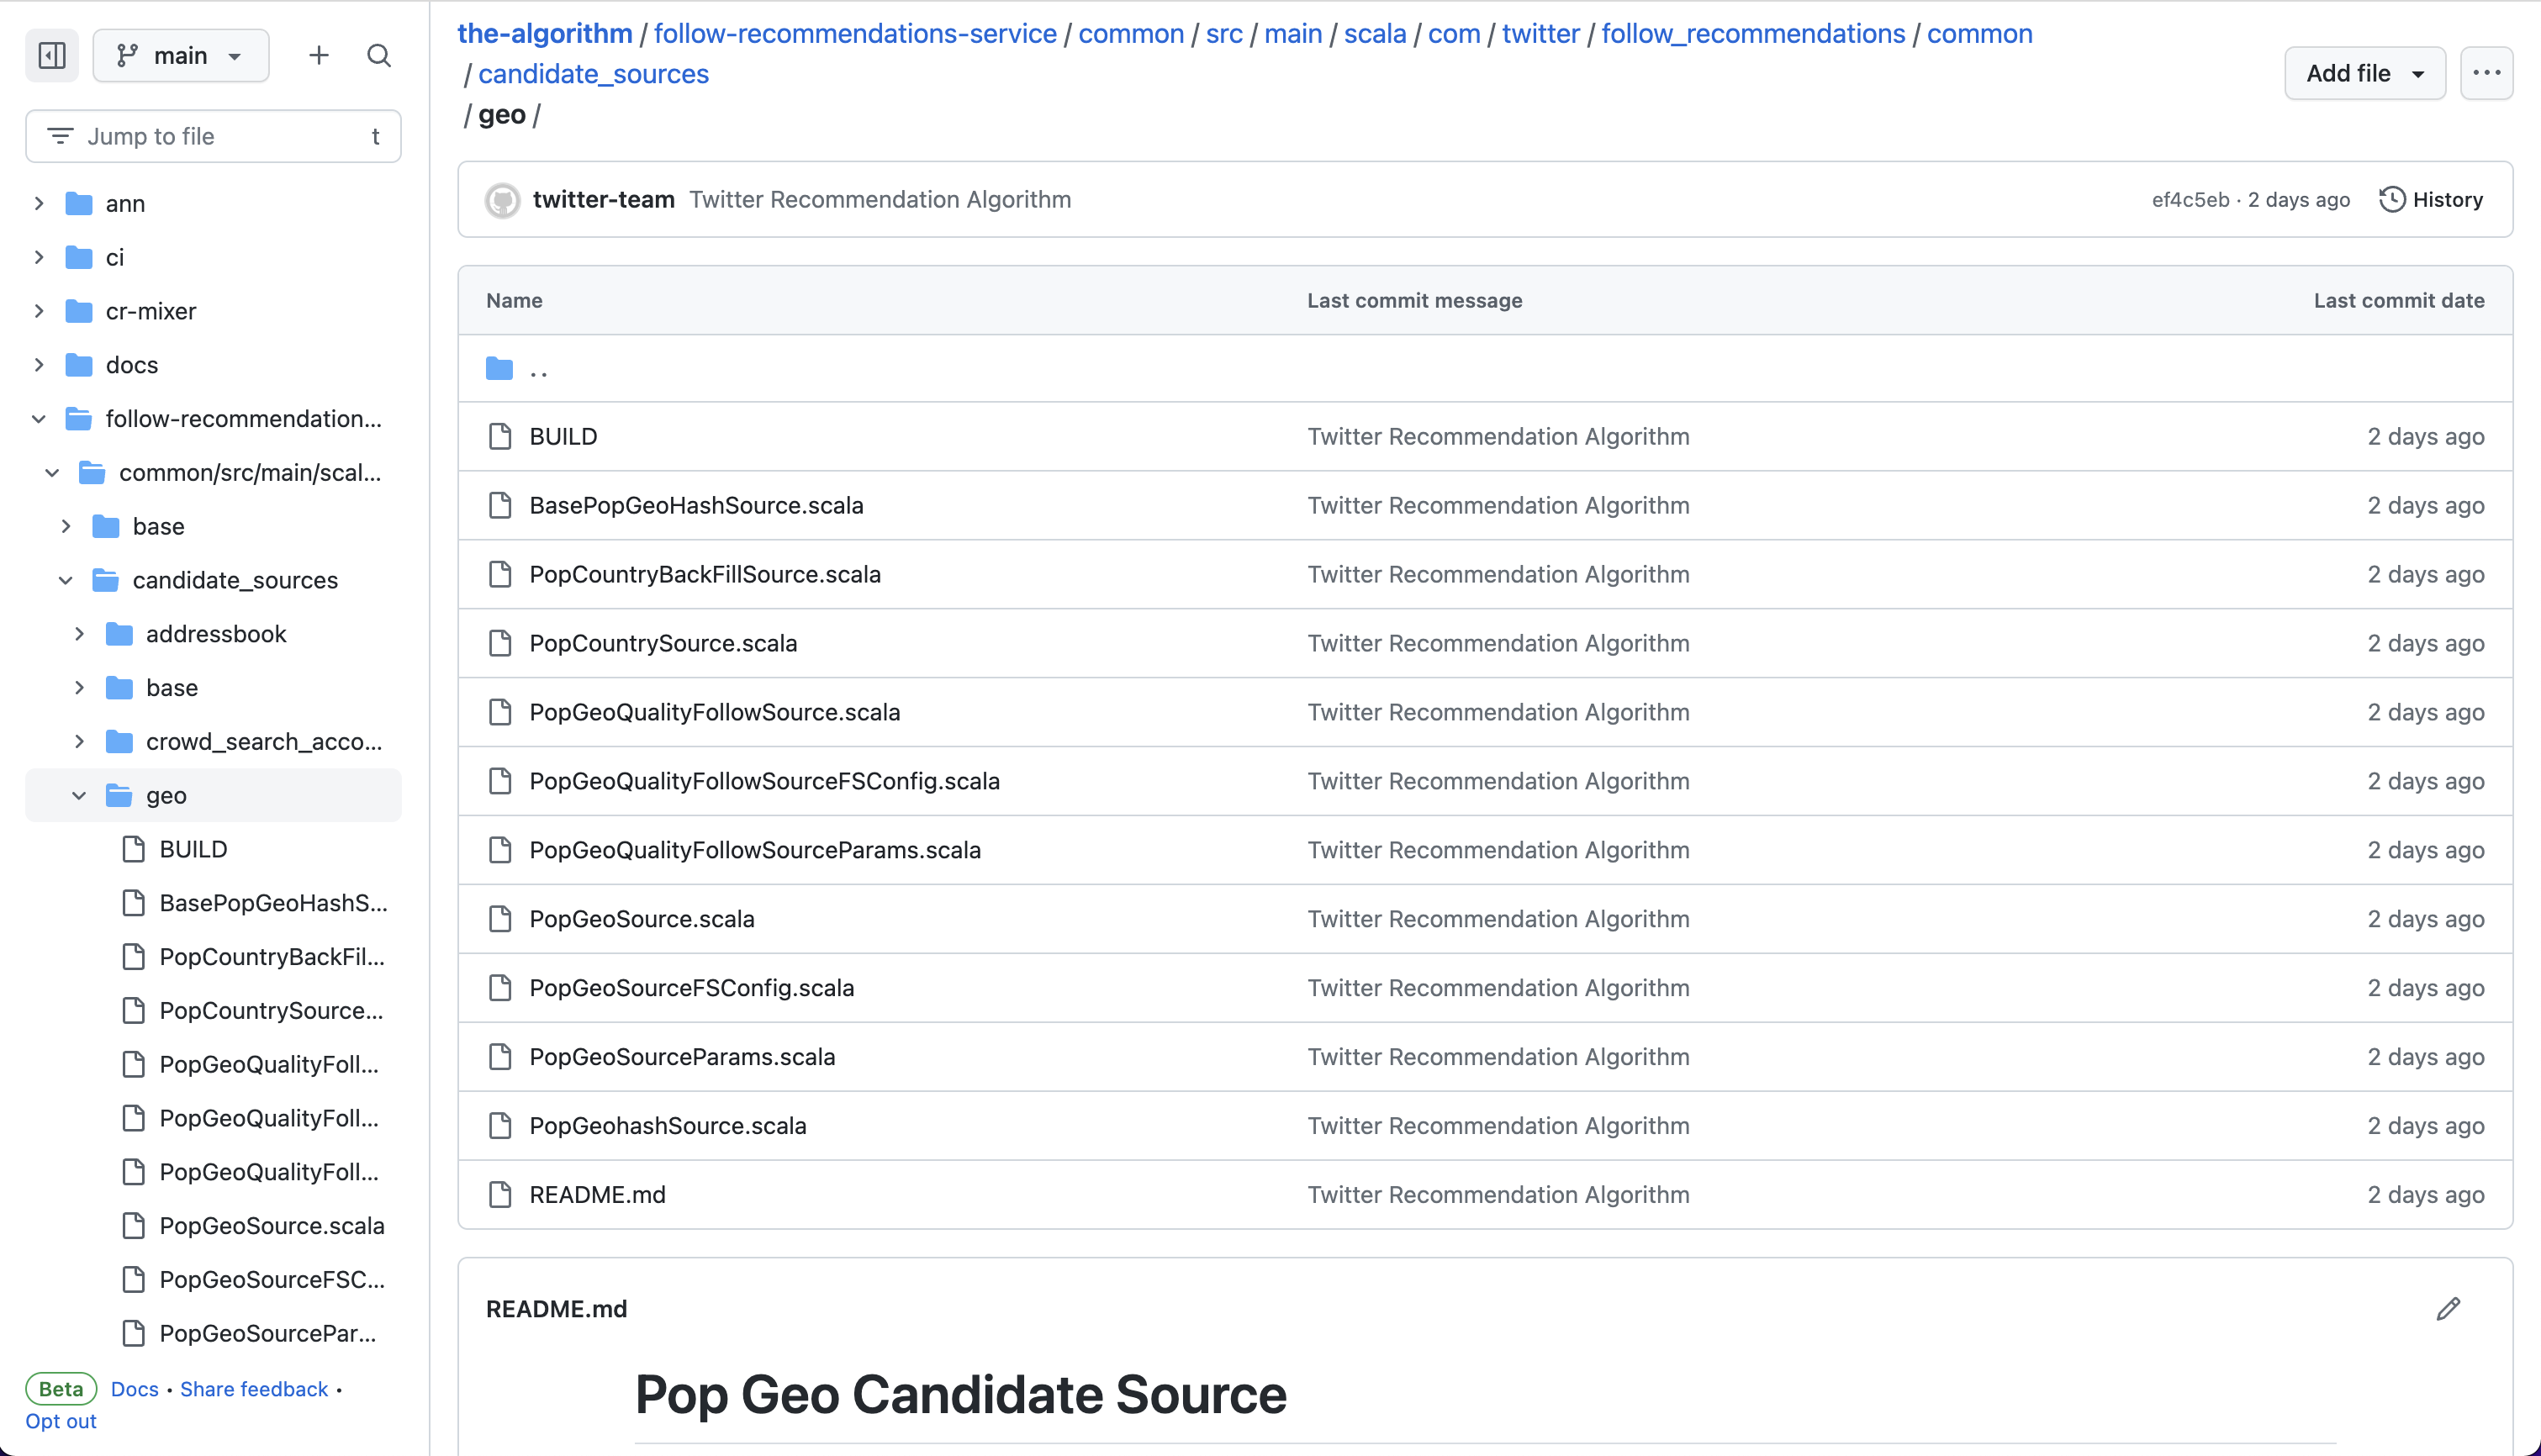 main
Jump to file
t
ann
ci
cr-mixer
docs
follow-recommendation...
common/src/main/scal...
base
candidate_sources
addressbook
base
crowd_search_acco...
geo
BUILD
BasePopGeoHashS...
PopCountryBackFil...
PopCountrySource...
PopGeoQualityFoll...
PopGeoQualityFoll...
PopGeoQualityFoll...
PopGeoSource.scala
PopGeoSourceFSC...
PopGeoSourcePar...
Beta Docs • Share feedback •
Opt out
the-algorithm / follow-recommendations-service / common / src / main / scala / com / twitter / follow_recommendations / common
/ candidate_sources
/ geo /
Add file
twitter-team Twitter Recommendation Algorithm ef4c5eb · 2 days ago History
Name Last commit message Last commit date
..
BUILD Twitter Recommendation Algorithm 2 days ago
BasePopGeoHashSource.scala Twitter Recommendation Algorithm 2 days ago
PopCountryBackFillSource.scala Twitter Recommendation Algorithm 2 days ago
PopCountrySource.scala Twitter Recommendation Algorithm 2 days ago
PopGeoQualityFollowSource.scala Twitter Recommendation Algorithm 2 days ago
PopGeoQualityFollowSourceFSConfig.scala Twitter Recommendation Algorithm 2 days ago
PopGeoQualityFollowSourceParams.scala Twitter Recommendation Algorithm 2 days ago
PopGeoSource.scala Twitter Recommendation Algorithm 2 days ago
PopGeoSourceFSConfig.scala Twitter Recommendation Algorithm 2 days ago
PopGeoSourceParams.scala Twitter Recommendation Algorithm 2 days ago
PopGeohashSource.scala Twitter Recommendation Algorithm 2 days ago
README.md Twitter Recommendation Algorithm 2 days ago
README.md
Pop Geo Candidate Source